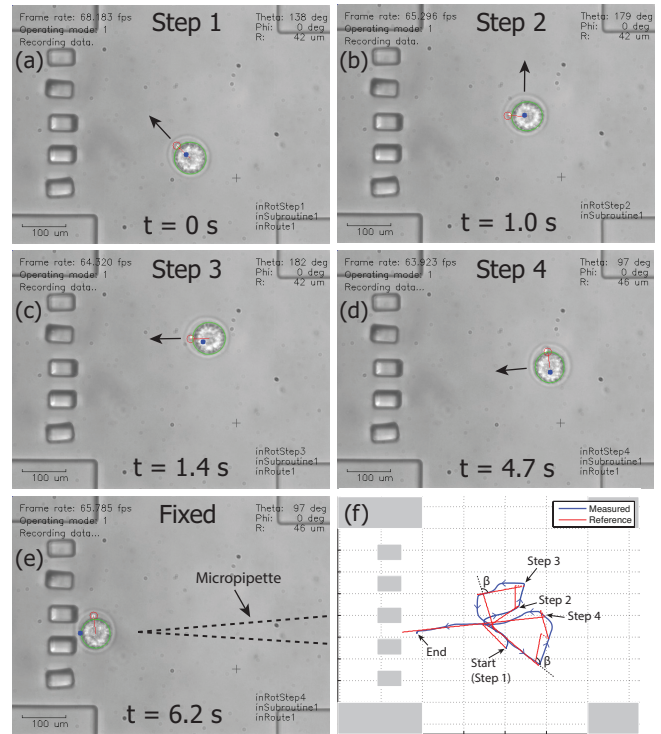 Frame rate: 68.183 fps
Operating mode: 1
Recording data.
Step 1
Theta: 138 deg
Phi: 0 deg
R: 42 um
(a)
100 um
t = 0 s
inRotStep1
inSubroutine1
inRoute1
Frame rate: 65.296 fps
Operating mode: 1
Recording data..
Step 2
Theta: 179 deg
Phi: 0 deg
R: 42 um
(b)
100 um
t = 1.0 s
inRotStep2
inSubroutine1
inRoute1
Frame rate: 64.320 fps
Operating mode: 1
Recording data...
Step 3
Theta: 182 deg
Phi: 0 deg
R: 42 um
(c)
100 um
t = 1.4 s
inRotStep3
inSubroutine1
inRoute1
Frame rate: 63.923 fps
Operating mode: 1
Recording data...
Step 4
Theta: 97 deg
Phi: 0 deg
R: 46 um
(d)
100 um
t = 4.7 s
inRotStep4
inSubroutine1
inRoute1
Frame rate: 65.785 fps
Operating mode: 1
Recording data...
Fixed
Theta: 97 deg
Phi: 0 deg
R: 46 um
(e)
Micropipette
100 um
t = 6.2 s
inRotStep4
inSubroutine1
inRoute1
(f)
Measured
Reference
Step 3
β
Step 2
Step 4
End
Start
(Step 1)
β